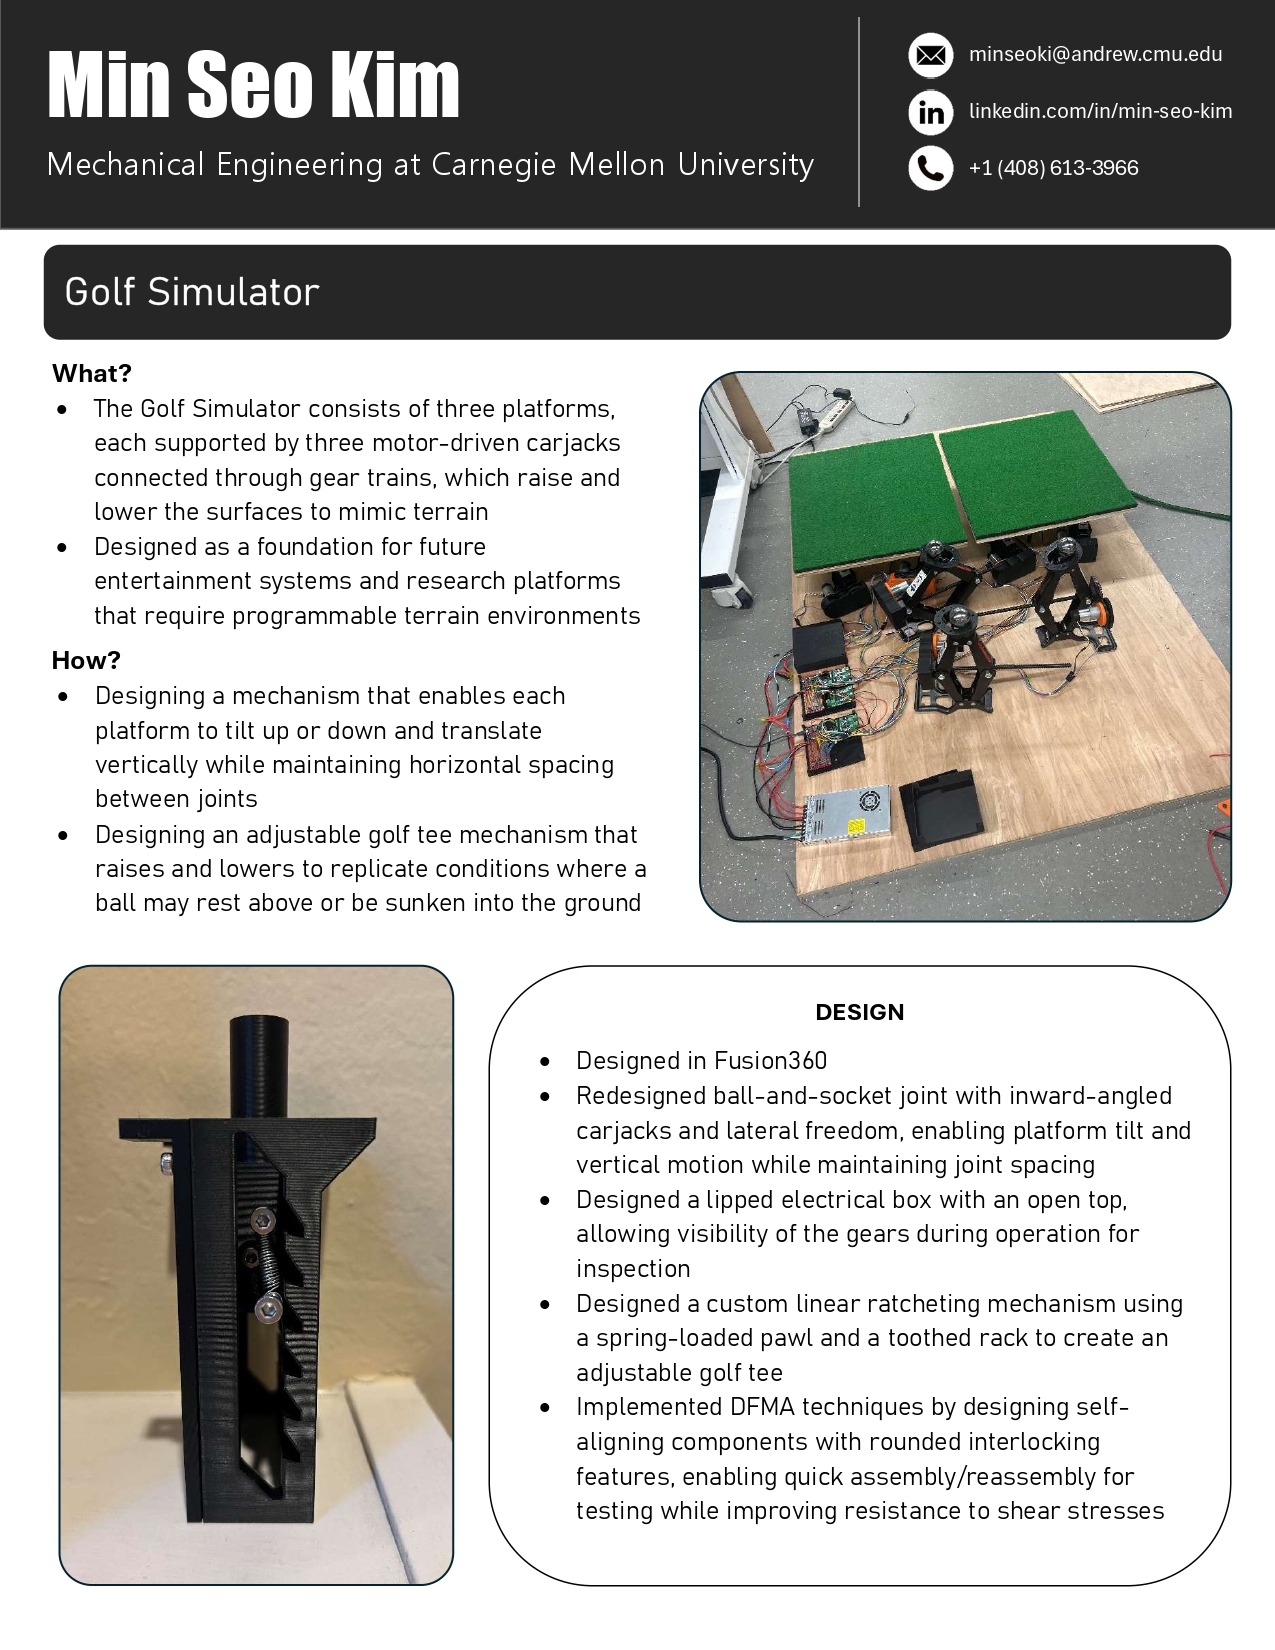 Min Seo Kim
Mechanical Engineering at Carnegie Mellon University
minseoki@andrew.cmu.edu
linkedin.com/in/min-seo-kim
+1 (408) 613-3966
Golf Simulator
What?
• The Golf Simulator consists of three platforms,
each supported by three motor-driven carjacks
connected through gear trains, which raise and
lower the surfaces to mimic terrain
• Designed as a foundation for future
entertainment systems and research platforms
that require programmable terrain environments
How?
• Designing a mechanism that enables each
platform to tilt up or down and translate
vertically while maintaining horizontal spacing
between joints
• Designing an adjustable golf tee mechanism that
raises and lowers to replicate conditions where a
ball may rest above or be sunken into the ground
DESIGN
• Designed in Fusion360
• Redesigned ball-and-socket joint with inward-angled
carjacks and lateral freedom, enabling platform tilt and
vertical motion while maintaining joint spacing
• Designed a lipped electrical box with an open top,
allowing visibility of the gears during operation for
inspection
• Designed a custom linear ratcheting mechanism using
a spring-loaded pawl and a toothed rack to create an
adjustable golf tee
• Implemented DFMA techniques by designing self-
aligning components with rounded interlocking
features, enabling quick assembly/reassembly for
testing while improving resistance to shear stresses